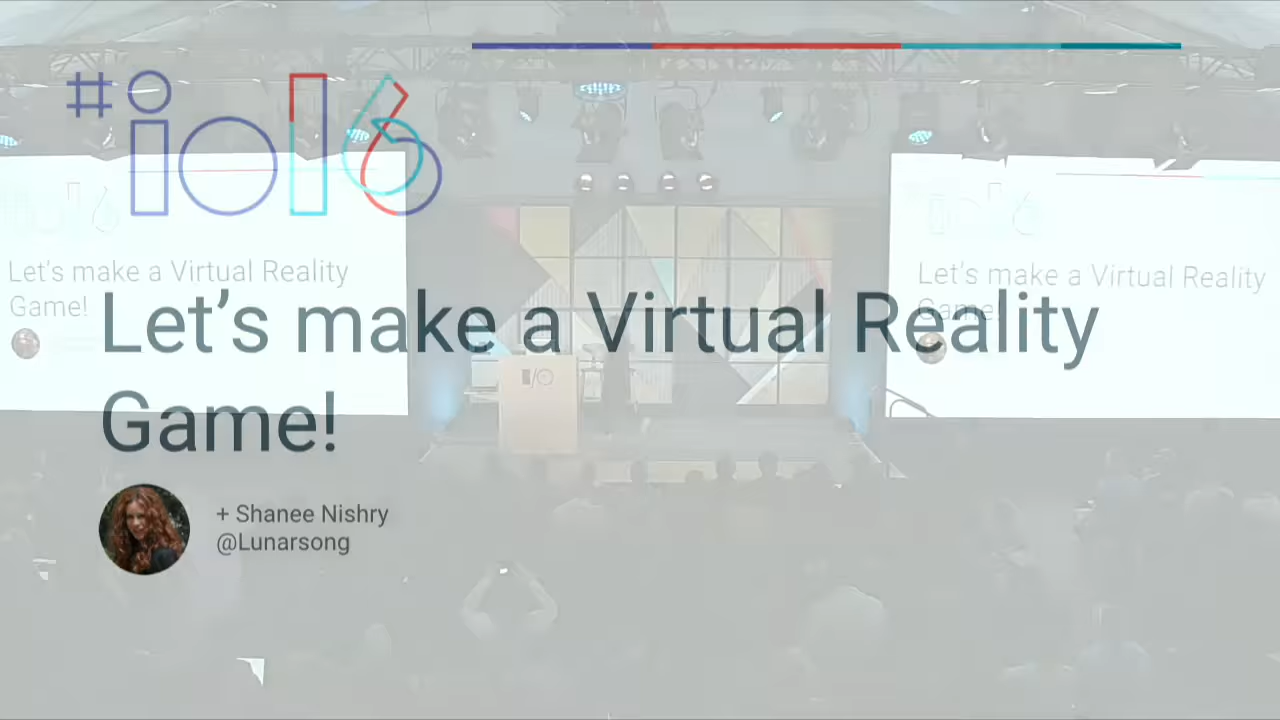 #io16
Let's make a Virtual Reality
Game!
Let's make a Virtual Reality
Game!
Let’s make a Virtual Reality
Game!
I/O
+ Shanee Nishry
@Lunarsong